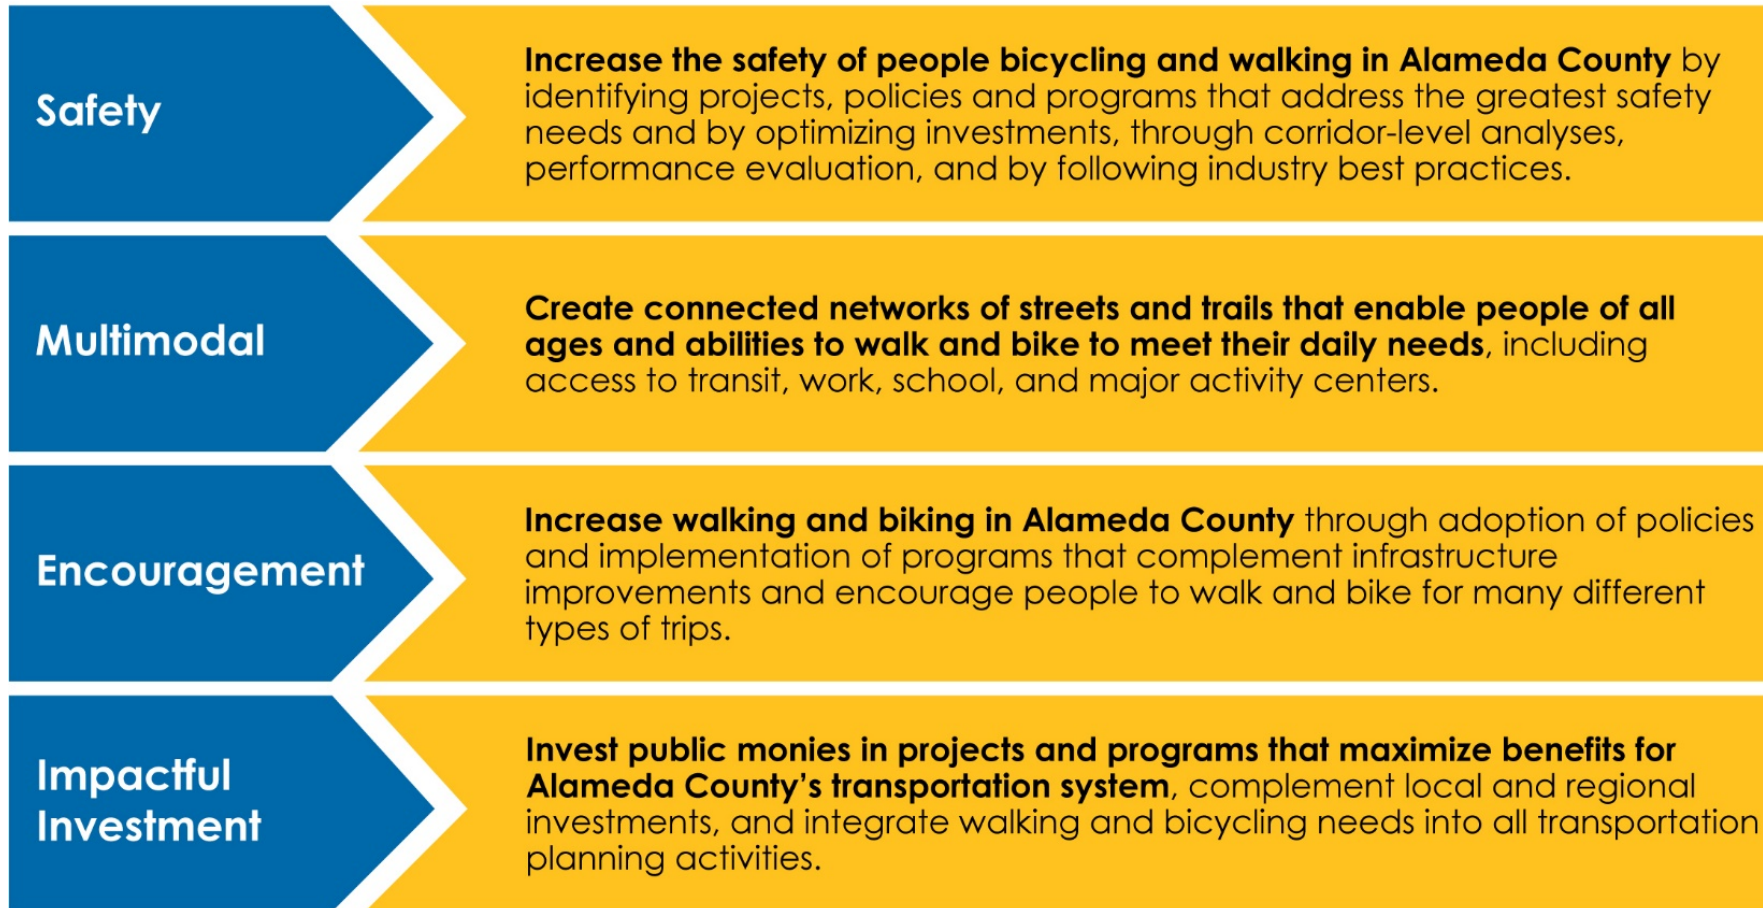 Safety
Increase the safety of people bicycling and walking in Alameda County by
identifying projects, policies and programs that address the greatest safety
needs and by optimizing investments, through corridor-level analyses,
performance evaluation, and by following industry best practices.
Multimodal
Create connected networks of streets and trails that enable people of all
ages and abilities to walk and bike to meet their daily needs, including
access to transit, work, school, and major activity centers.
Encouragement
Increase walking and biking in Alameda County through adoption of policies
and implementation of programs that complement infrastructure
improvements and encourage people to walk and bike for many different
types of trips.
Impactful
Investment
Invest public monies in projects and programs that maximize benefits for
Alameda County’s transportation system, complement local and regional
investments, and integrate walking and bicycling needs into all transportation
planning activities.